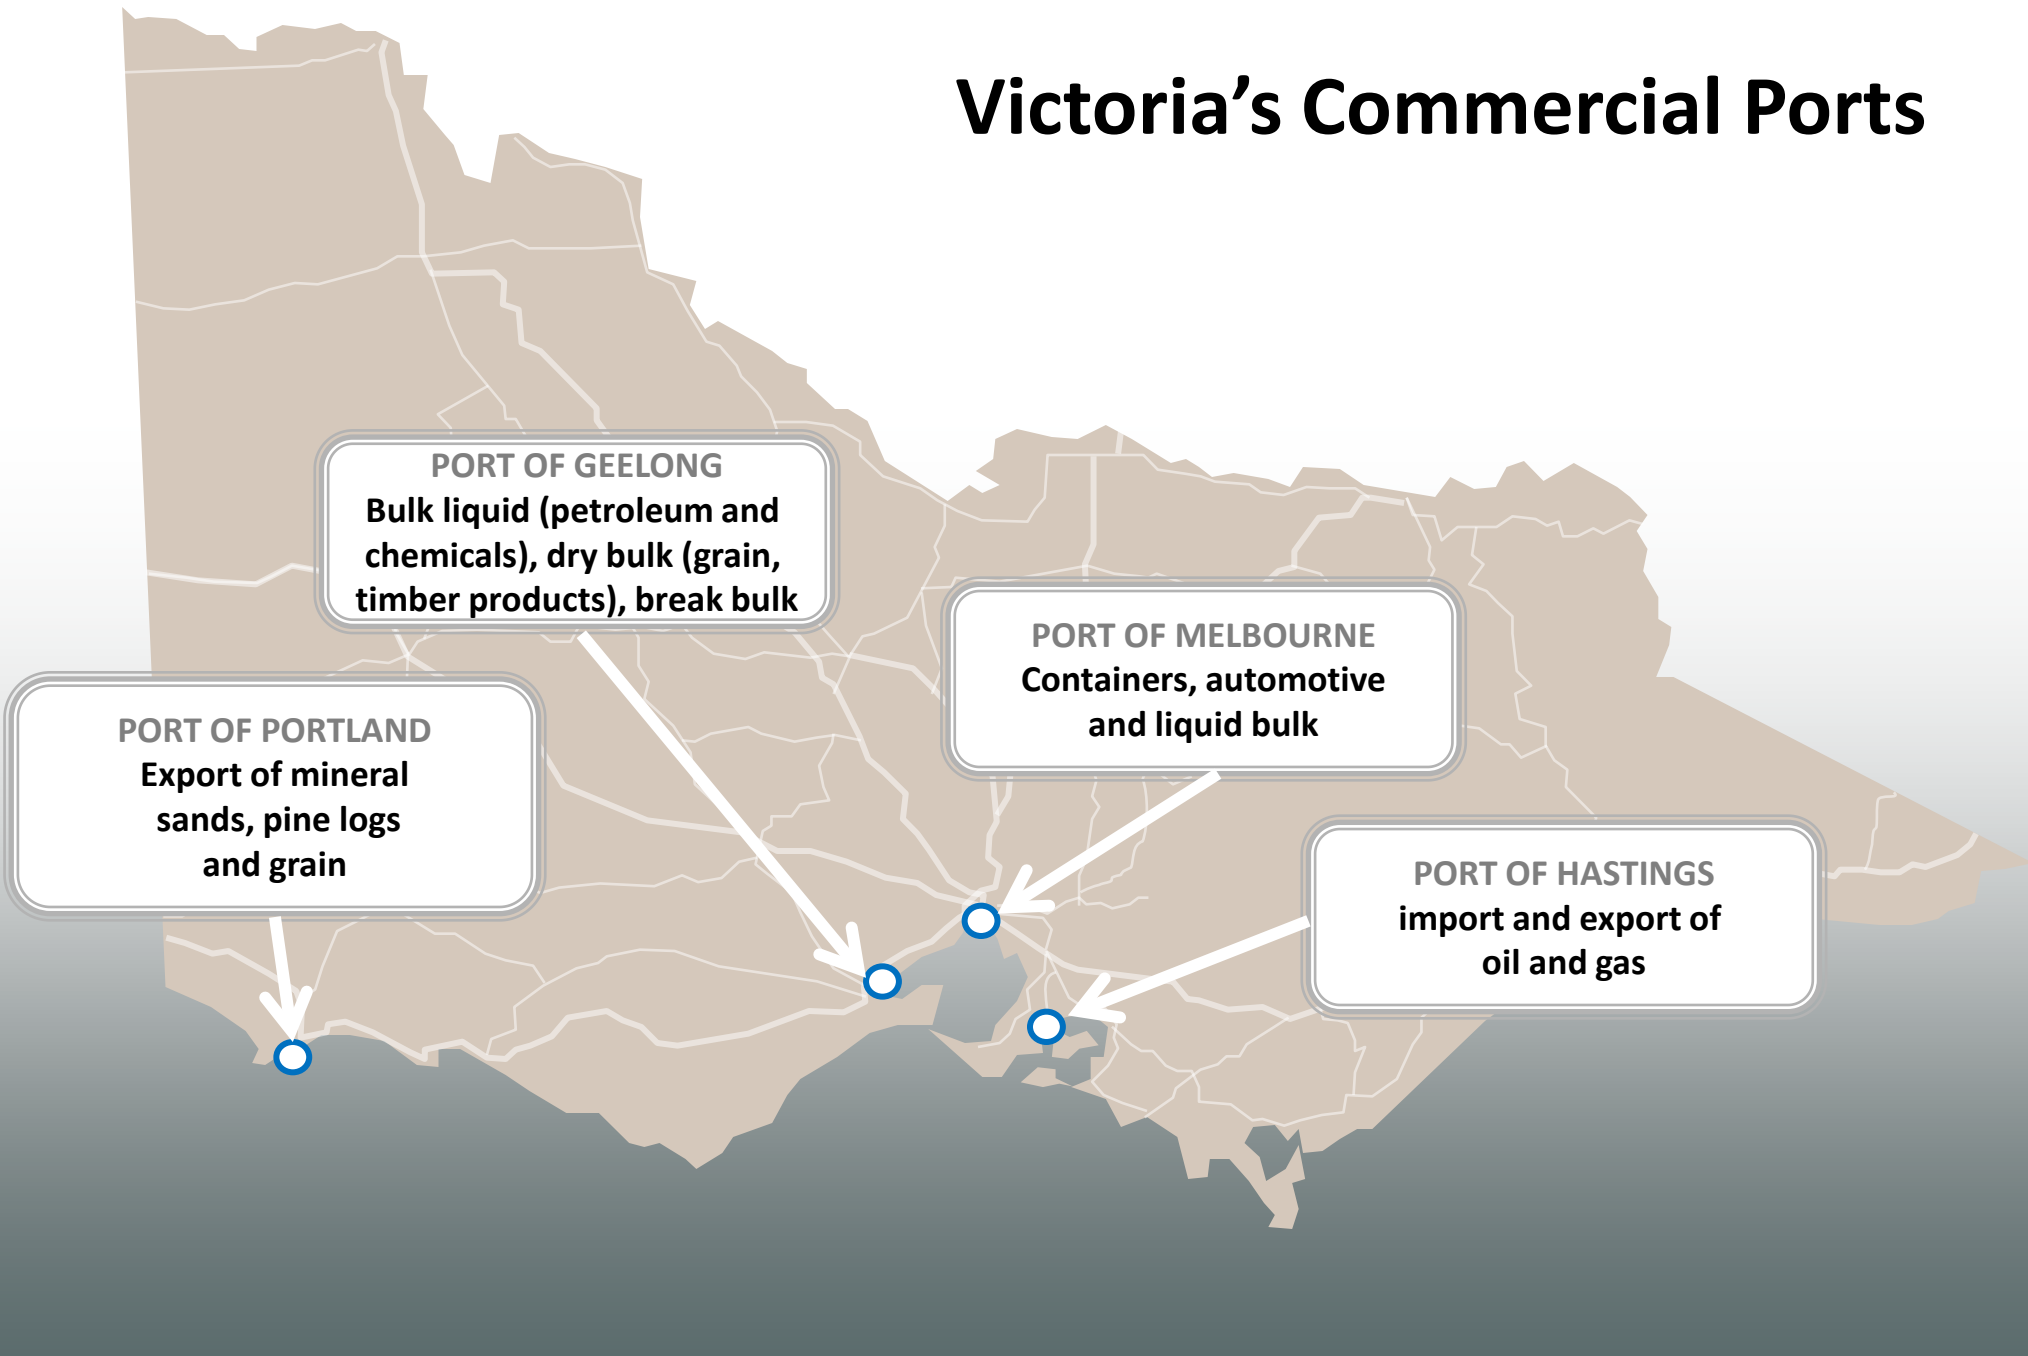 Victoria’s Commercial Ports
PORT OF GEELONG
Bulk liquid (petroleum and
chemicals), dry bulk (grain,
timber products), break bulk
PORT OF MELBOURNE
Containers, automotive
and liquid bulk
PORT OF PORTLAND
Export of mineral
sands, pine logs
and grain
PORT OF HASTINGS
import and export of
oil and gas